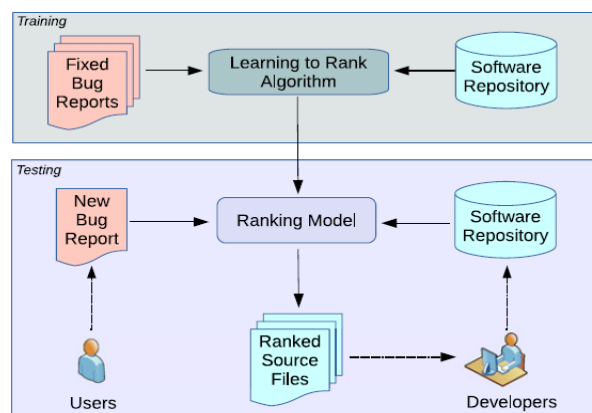 Training
Fixed
Bug
Reports
Learning to Rank
Algorithm
Software
Repository
Testing
New
Bug
Report
Ranking Model
Software
Repository
Ranked
Source
Files
Users
Developers